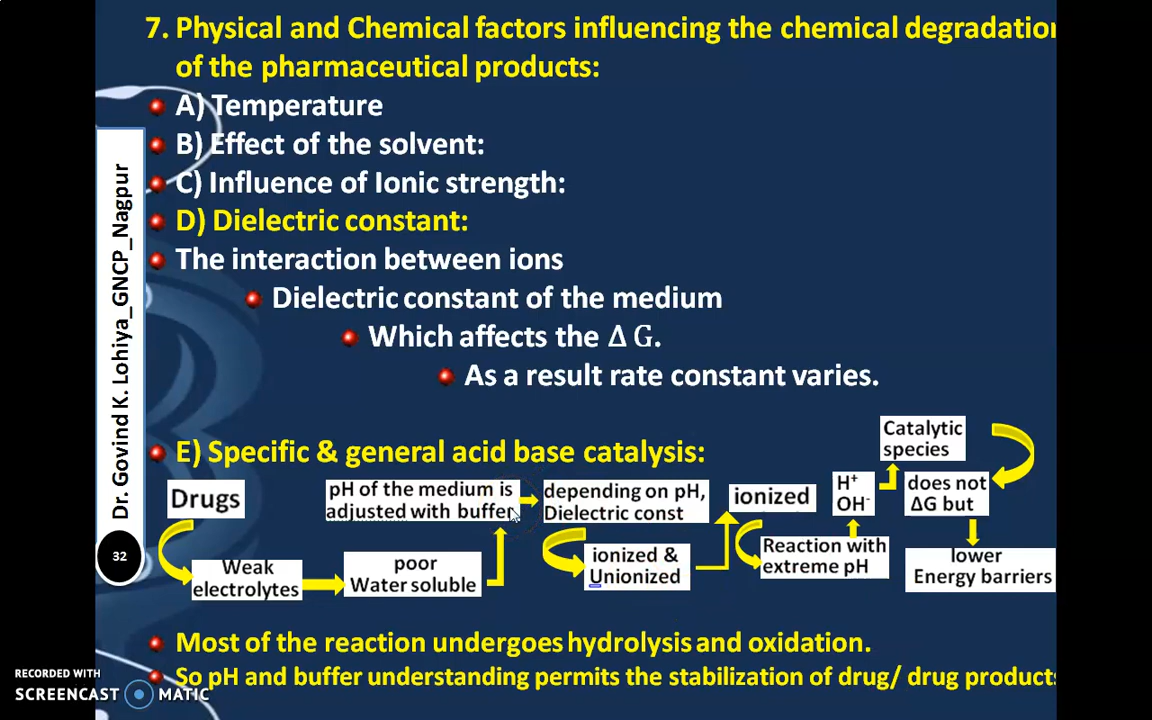 7. Physical and Chemical factors influencing the chemical degradation
of the pharmaceutical products:
A) Temperature
B) Effect of the solvent:
C) Influence of Ionic strength:
D) Dielectric constant:
The interaction between ions
Dielectric constant of the medium
Which affects the Δ G.
As a result rate constant varies.
E) Specific & general acid base catalysis:
Drugs
Weak
electrolytes
poor
Water soluble
pH of the medium is
adjusted with buffer
depending on pH,
Dielectric const
ionized &
Unionized
ionized
Reaction with
extreme pH
H+
OH-
Catalytic
species
does not
ΔG but
lower
Energy barriers
Most of the reaction undergoes hydrolysis and oxidation.
So pH and buffer understanding permits the stabilization of drug/ drug products
Dr. Govind K. Lohiya_GNCP_Nagpur
32
RECORDED WITH
SCREENCAST MATIC